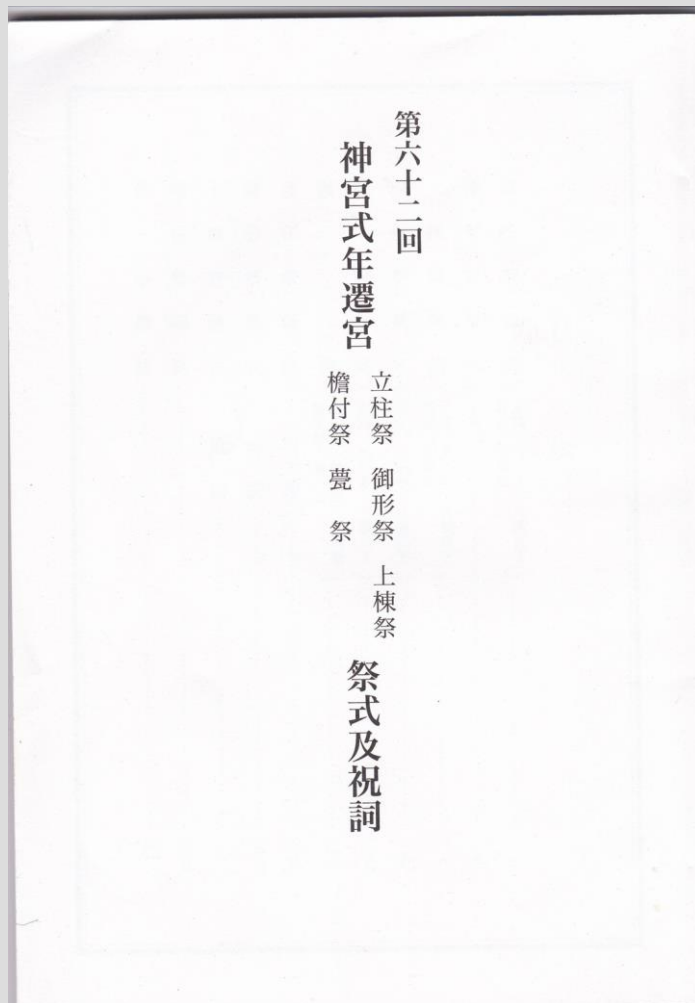 第六十二回
神宮式年遷宮
立柱祭 御形祭 上棟祭
檐付祭 甍 祭
祭式及祝詞